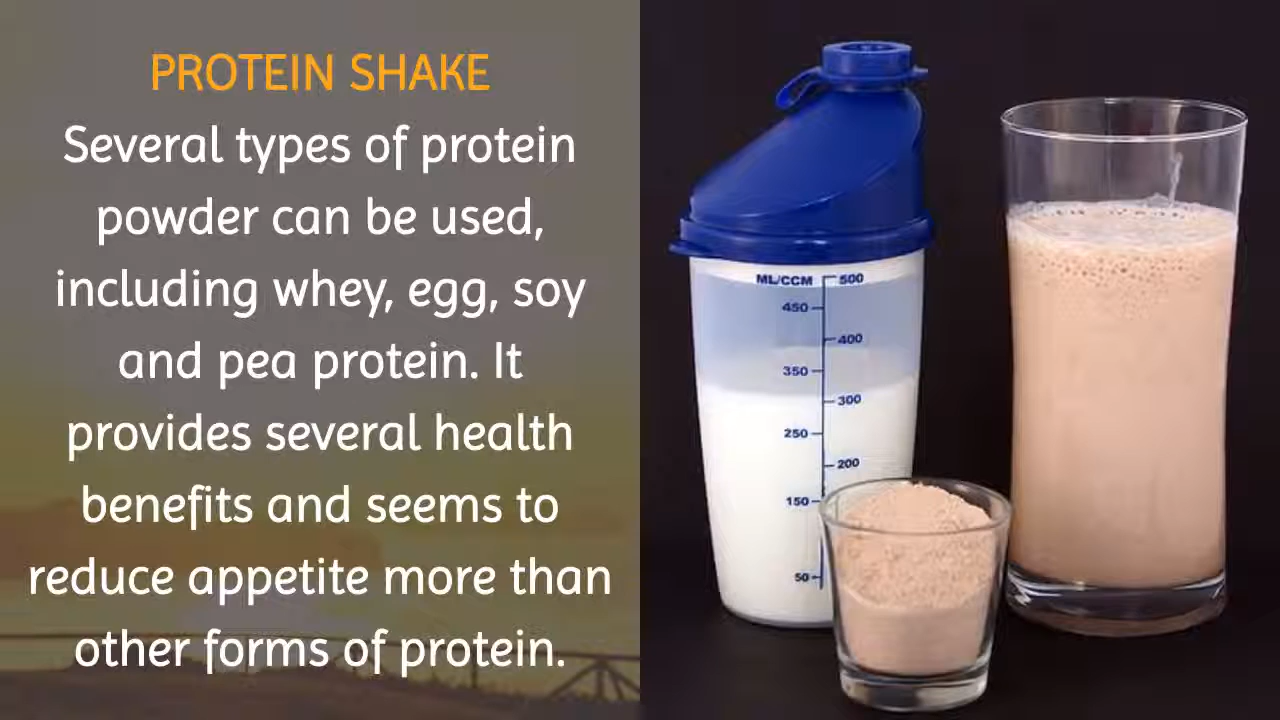 PROTEIN SHAKE
Several types of protein
powder can be used,
including whey, egg, soy
and pea protein. It
provides several health
benefits and seems to
reduce appetite more than
other forms of protein.
ML/CCM 500
450
400
350
300
250
200
150
50